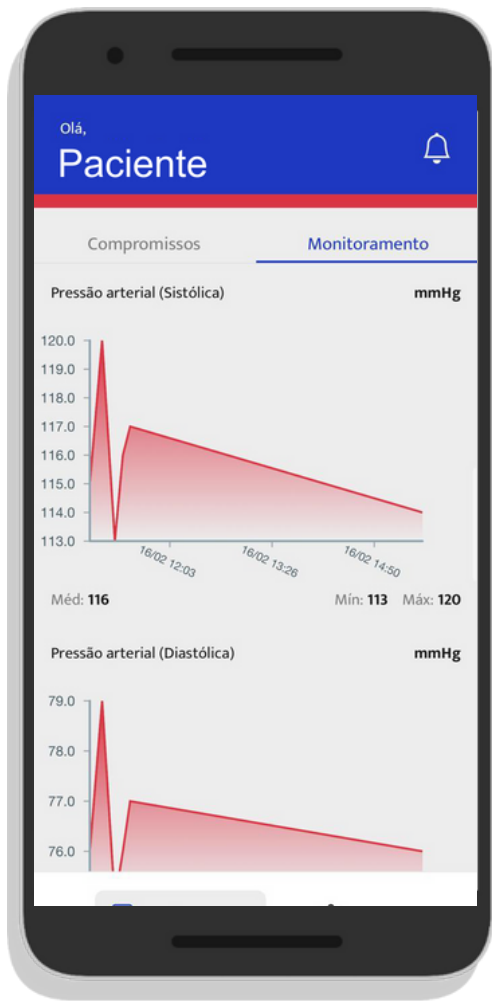 Olá,
Paciente
Compromissos Monitoramento
Pressão arterial (Sistólica) mmHg
120.0
119.0
118.0
117.0
116.0
115.0
114.0
113.0
16/02 12:03 16/02 13:26 16/02 14:50
Méd: 116 Mín: 113 Máx: 120
Pressão arterial (Diastólica) mmHg
79.0
78.0
77.0
76.0